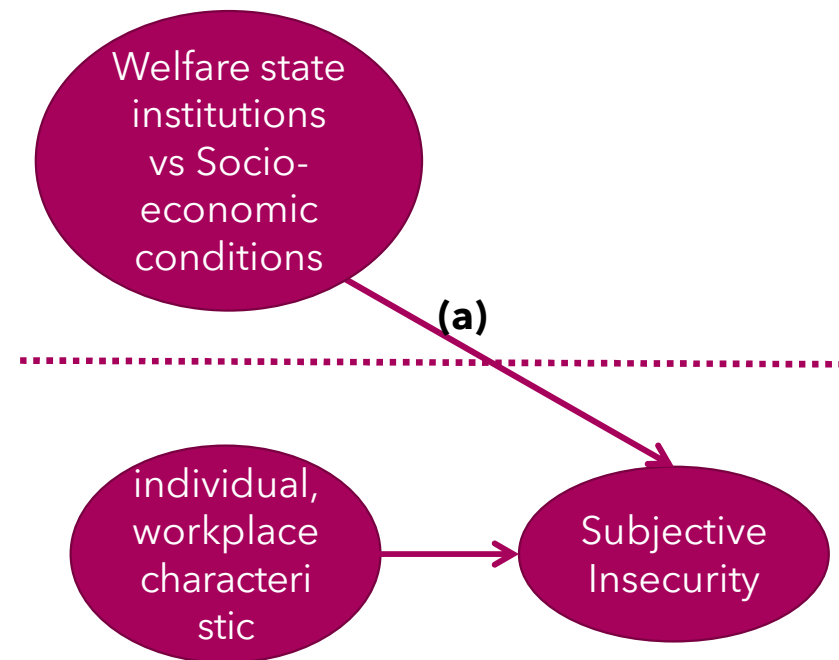 Welfare state
institutions
vs Socio-
economic
conditions
(a)
individual,
workplace
characteri
stic
Subjective
Insecurity